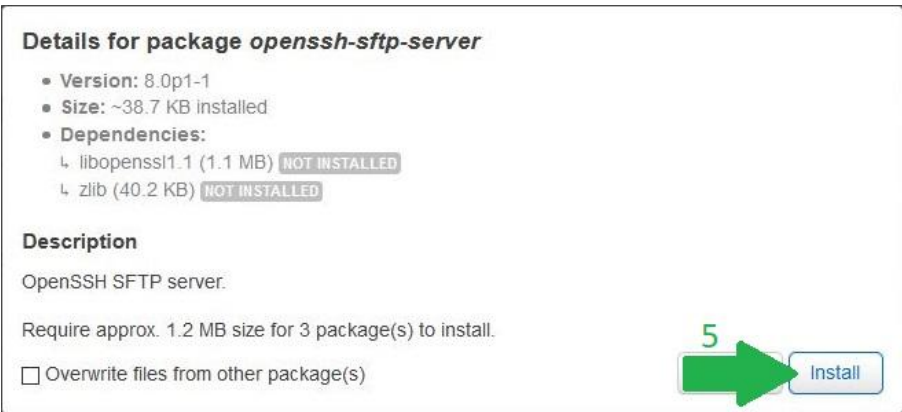 Details for package openssh-sftp-server
• Version: 8.0p1-1
• Size: ~38.7 KB installed
• Dependencies:
↳ libopenssl1.1 (1.1 MB) NOT INSTALLED
↳ zlib (40.2 KB) NOT INSTALLED
Description
OpenSSH SFTP server.
Require approx. 1.2 MB size for 3 package(s) to install.
5
Overwrite files from other package(s)
Install